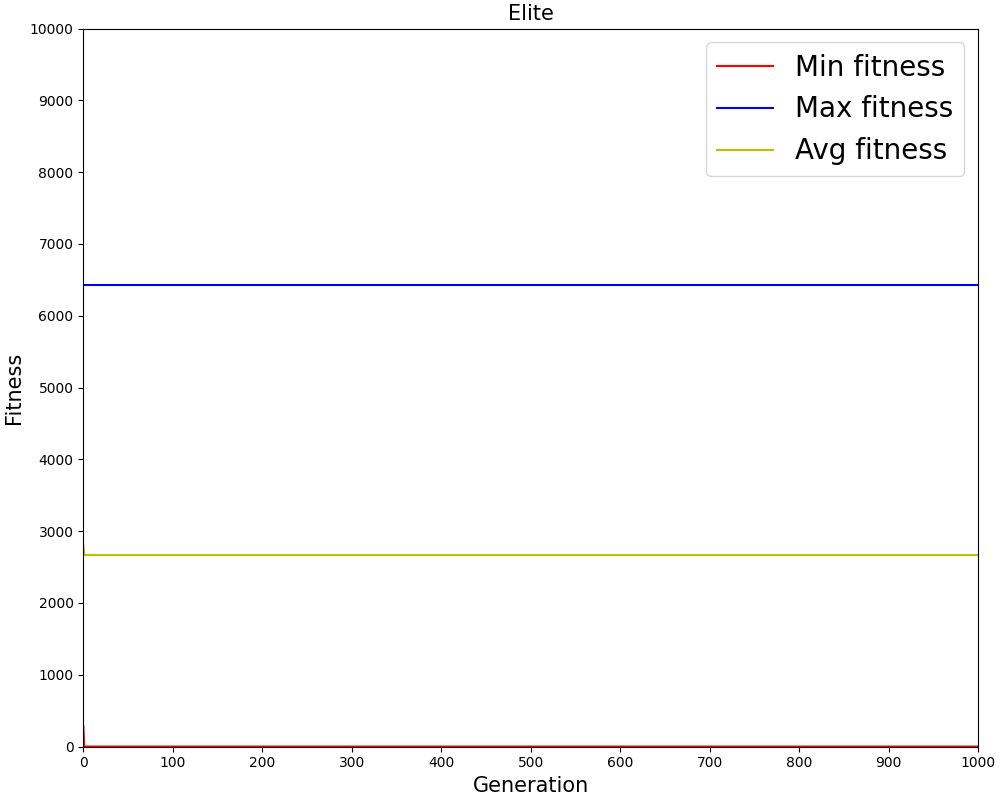 Elite
10000
9000
8000
7000
6000
5000
4000
3000
2000
1000
0
Fitness
Min fitness
Max fitness
Avg fitness
0 100 200 300 400 500 600 700 800 900 1000
Generation